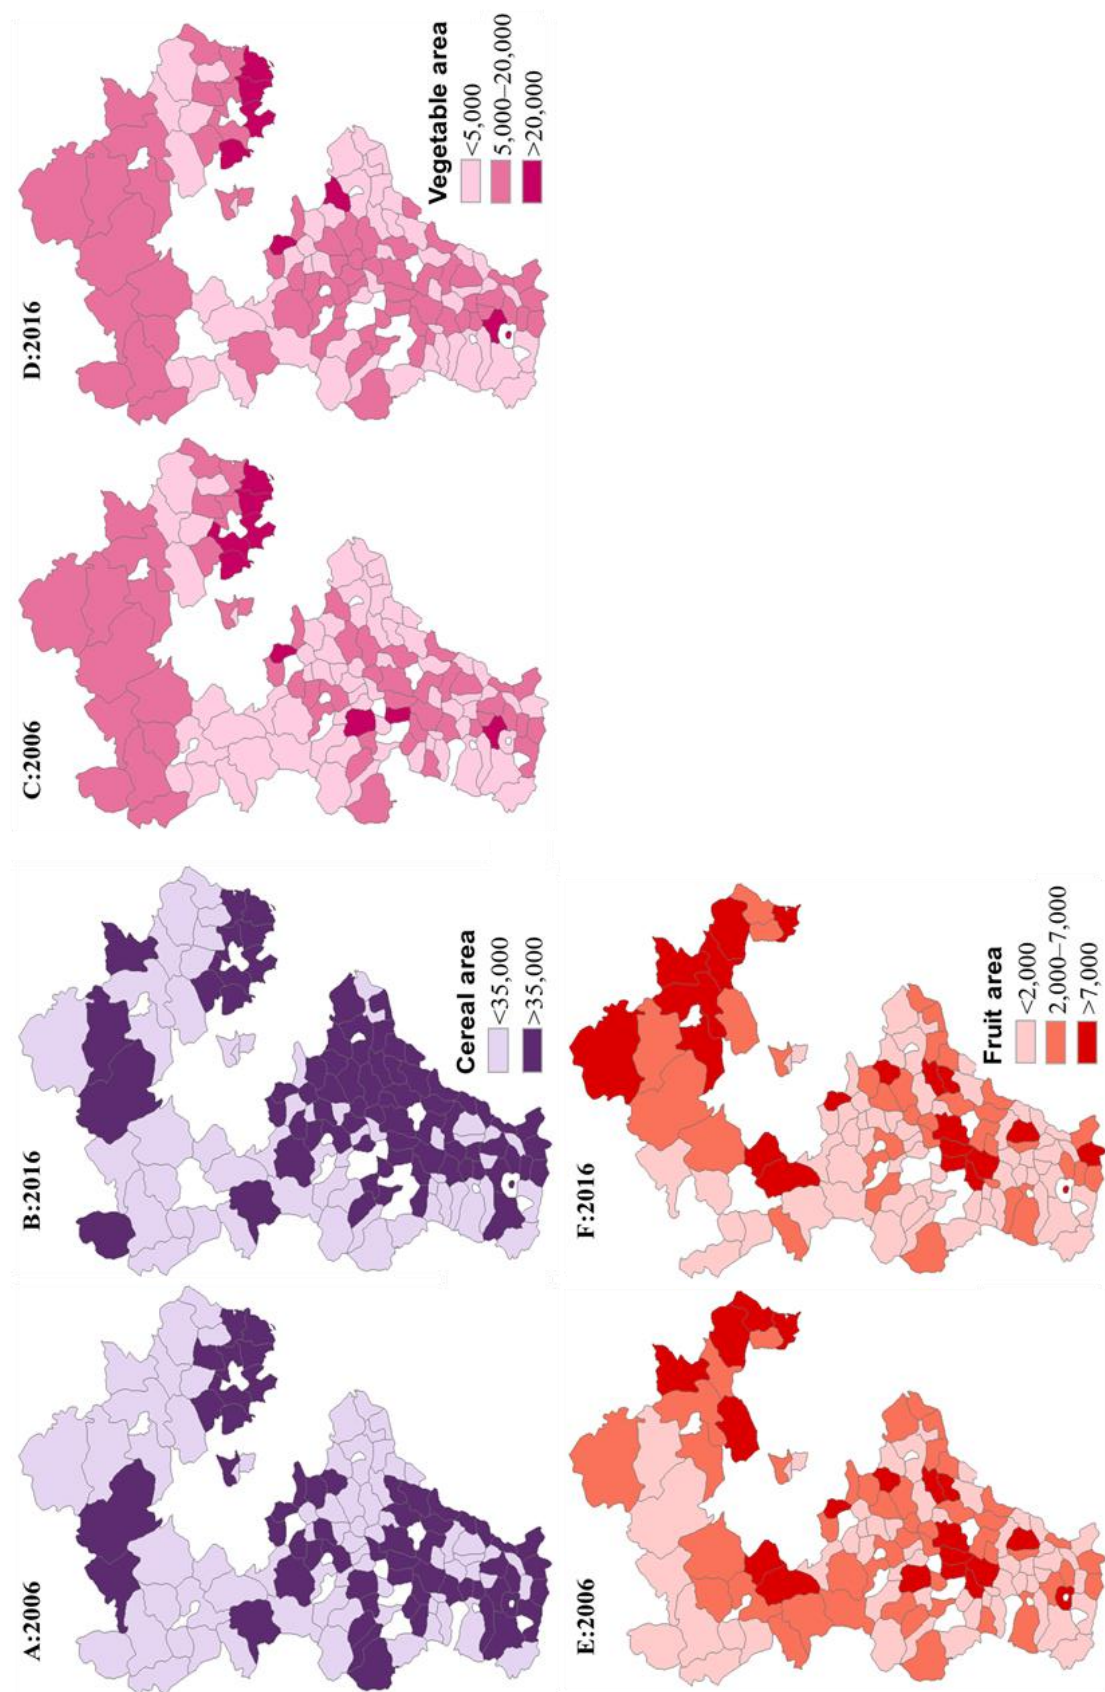 A:2006
B:2016
Cereal area
<35,000
>35,000
C:2006
D:2016
Vegetable area
<5,000
5,000–20,000
>20,000
E:2006
F:2016
Fruit area
<2,000
2,000–7,000
>7,000